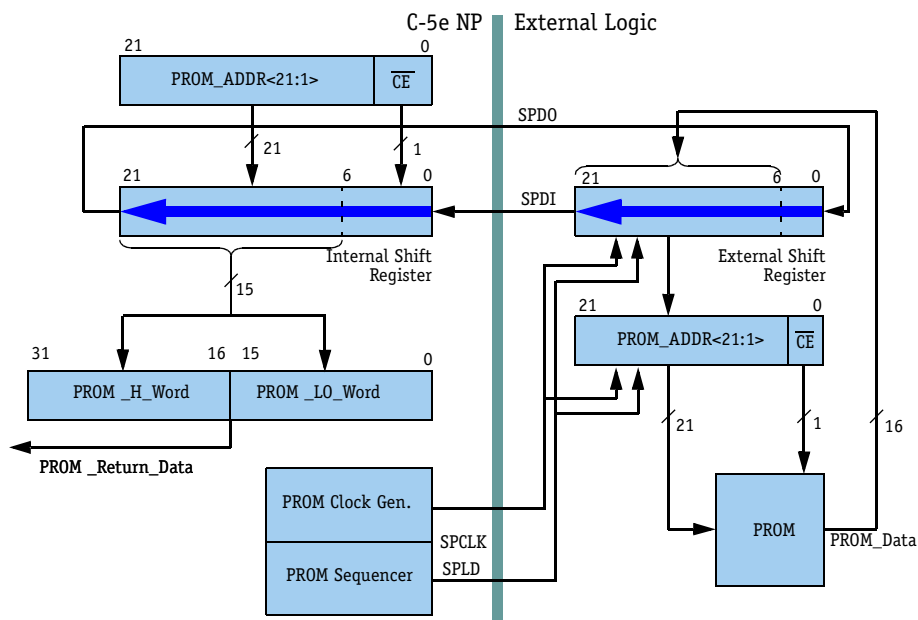 C-5e NP
External Logic
21
0
PROM_ADDR<21:1>
CE
SPDO
21
1
21
6
0
SPDI
21
6
0
Internal Shift
Register
External Shift
Register
15
21
0
PROM_ADDR<21:1>
CE
31
16
15
0
PROM _H_Word
PROM _LO_Word
21
1
16
PROM _Return_Data
PROM Clock Gen.
PROM
PROM_Data
SPCLK
PROM Sequencer
SPLD